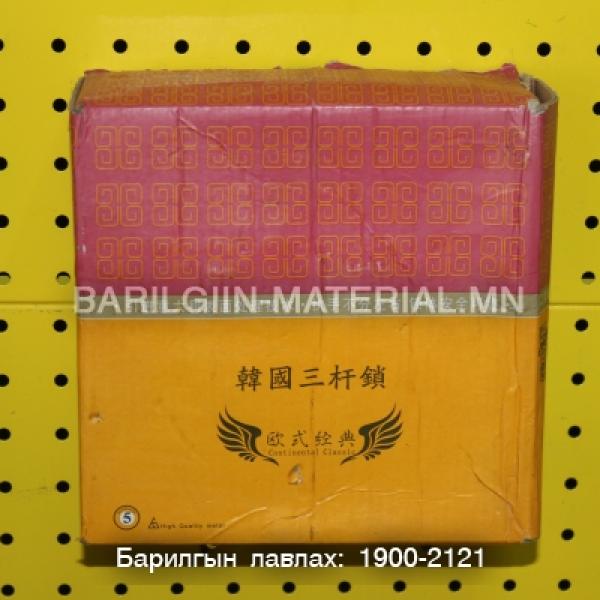 BARILGIIN-MATERIAL.MN
韓國三杆鎖
欧式经典
Continental Classic
5
High Quality metal
Барилгын лавлах: 1900-2121